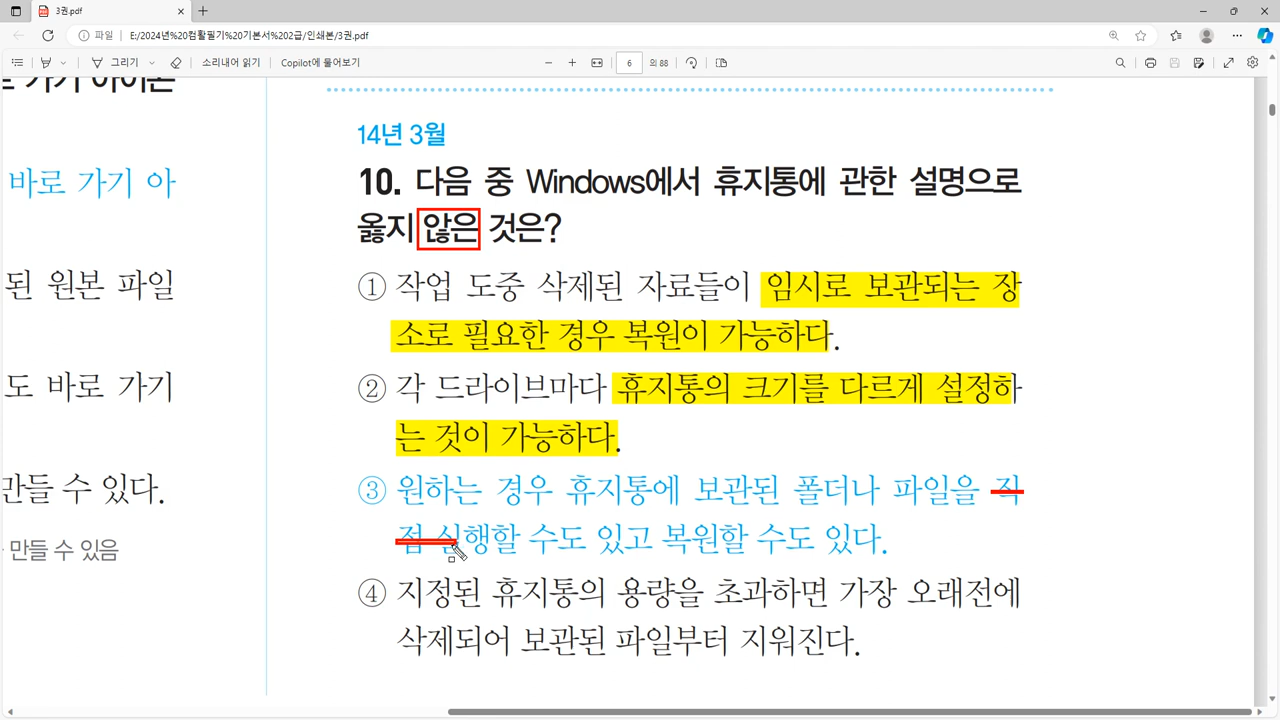 3권.pdf
파일
E:/2024년%20컴활필기%20기본서%202급/인쇄본/3권.pdf
그리기
소리내어 읽기
Copilot에 물어보기
6
의 88
로 가기 아이콘
바로 가기 아
된 원본 파일
도 바로 가기
만들 수 있다.
만들 수 있음
14년 3월
10. 다음 중 Windows에서 휴지통에 관한 설명으로
옳지 않은 것은?
① 작업 도중 삭제된 자료들이 임시로 보관되는 장
소로 필요한 경우 복원이 가능하다.
② 각 드라이브마다 휴지통의 크기를 다르게 설정하
는 것이 가능하다.
③ 원하는 경우 휴지통에 보관된 폴더나 파일을 직
접 실행할 수도 있고 복원할 수도 있다.
④ 지정된 휴지통의 용량을 초과하면 가장 오래전에
삭제되어 보관된 파일부터 지워진다.